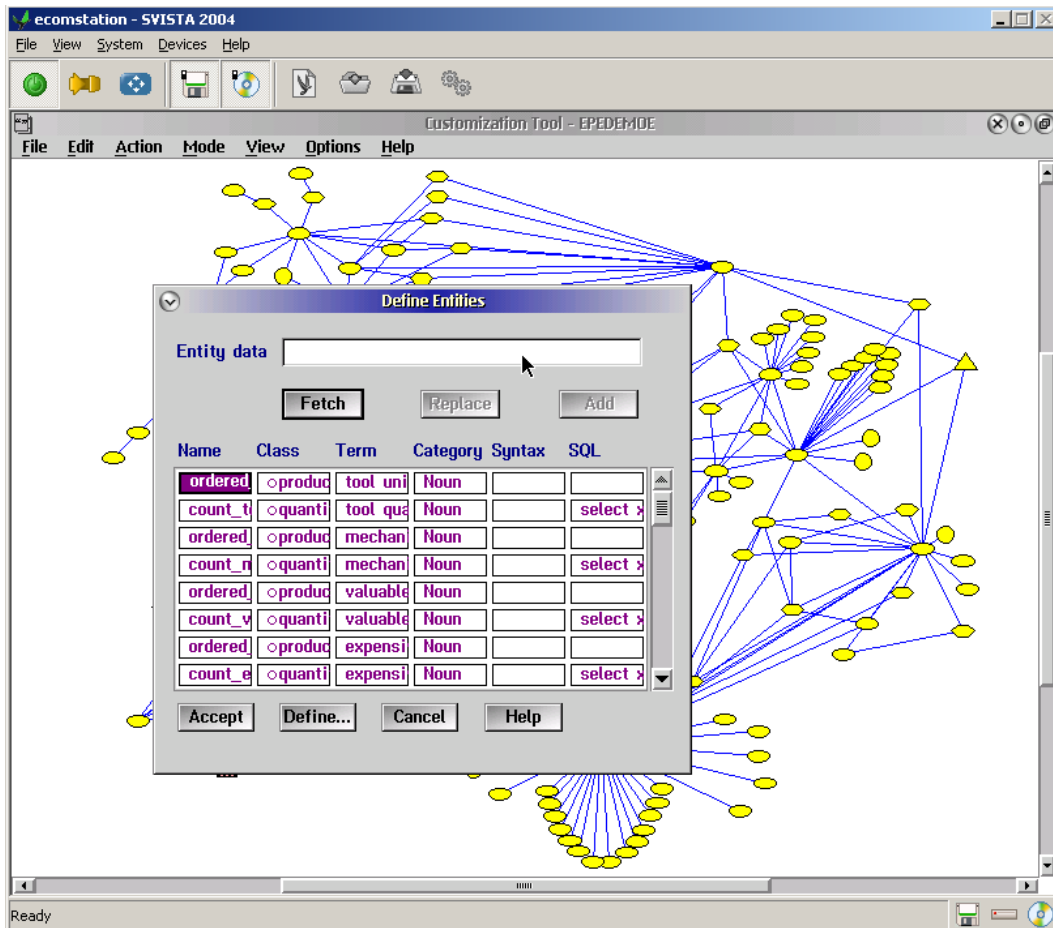 ecomstation - SVISTA 2004
File View System Devices Help
Customization Tool - EPEDEMOE
File Edit Action Mode View Options Help
Define Entities
Entity data
Fetch Replace Add
Name Class Term Category Syntax SQL
ordered_ produc tool uni Noun
count_t quanti tool qua Noun select x
ordered_ produc mechan Noun
count_m quanti mechan Noun select x
ordered_ produc valuable Noun
count_v quanti valuable Noun select x
ordered_ produc expensi Noun
count_e quanti expensi Noun select x
Accept Define... Cancel Help
Ready